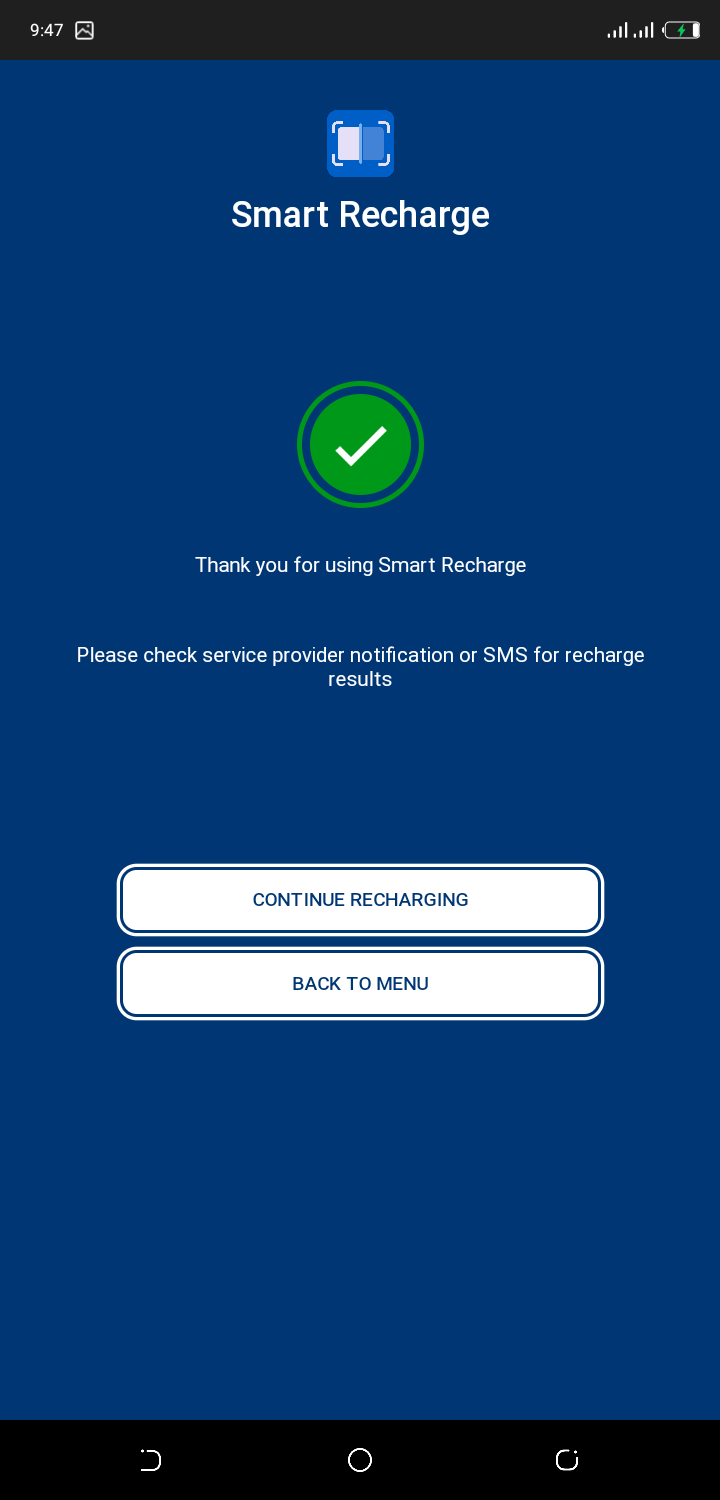 9:47
Smart Recharge
Thank you for using Smart Recharge
Please check service provider notification or SMS for recharge
results
CONTINUE RECHARGING
BACK TO MENU